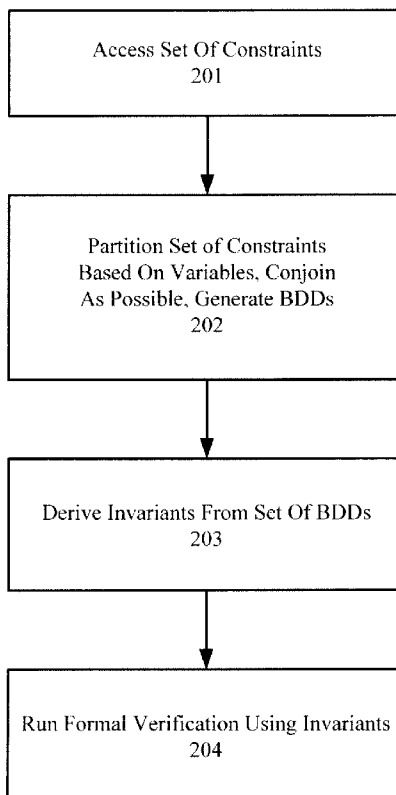 Access Set Of Constraints
201
Partition Set of Constraints
Based On Variables, Conjoin
As Possible, Generate BDDs
202
Derive Invariants From Set Of BDDs
203
Run Formal Verification Using Invariants
204